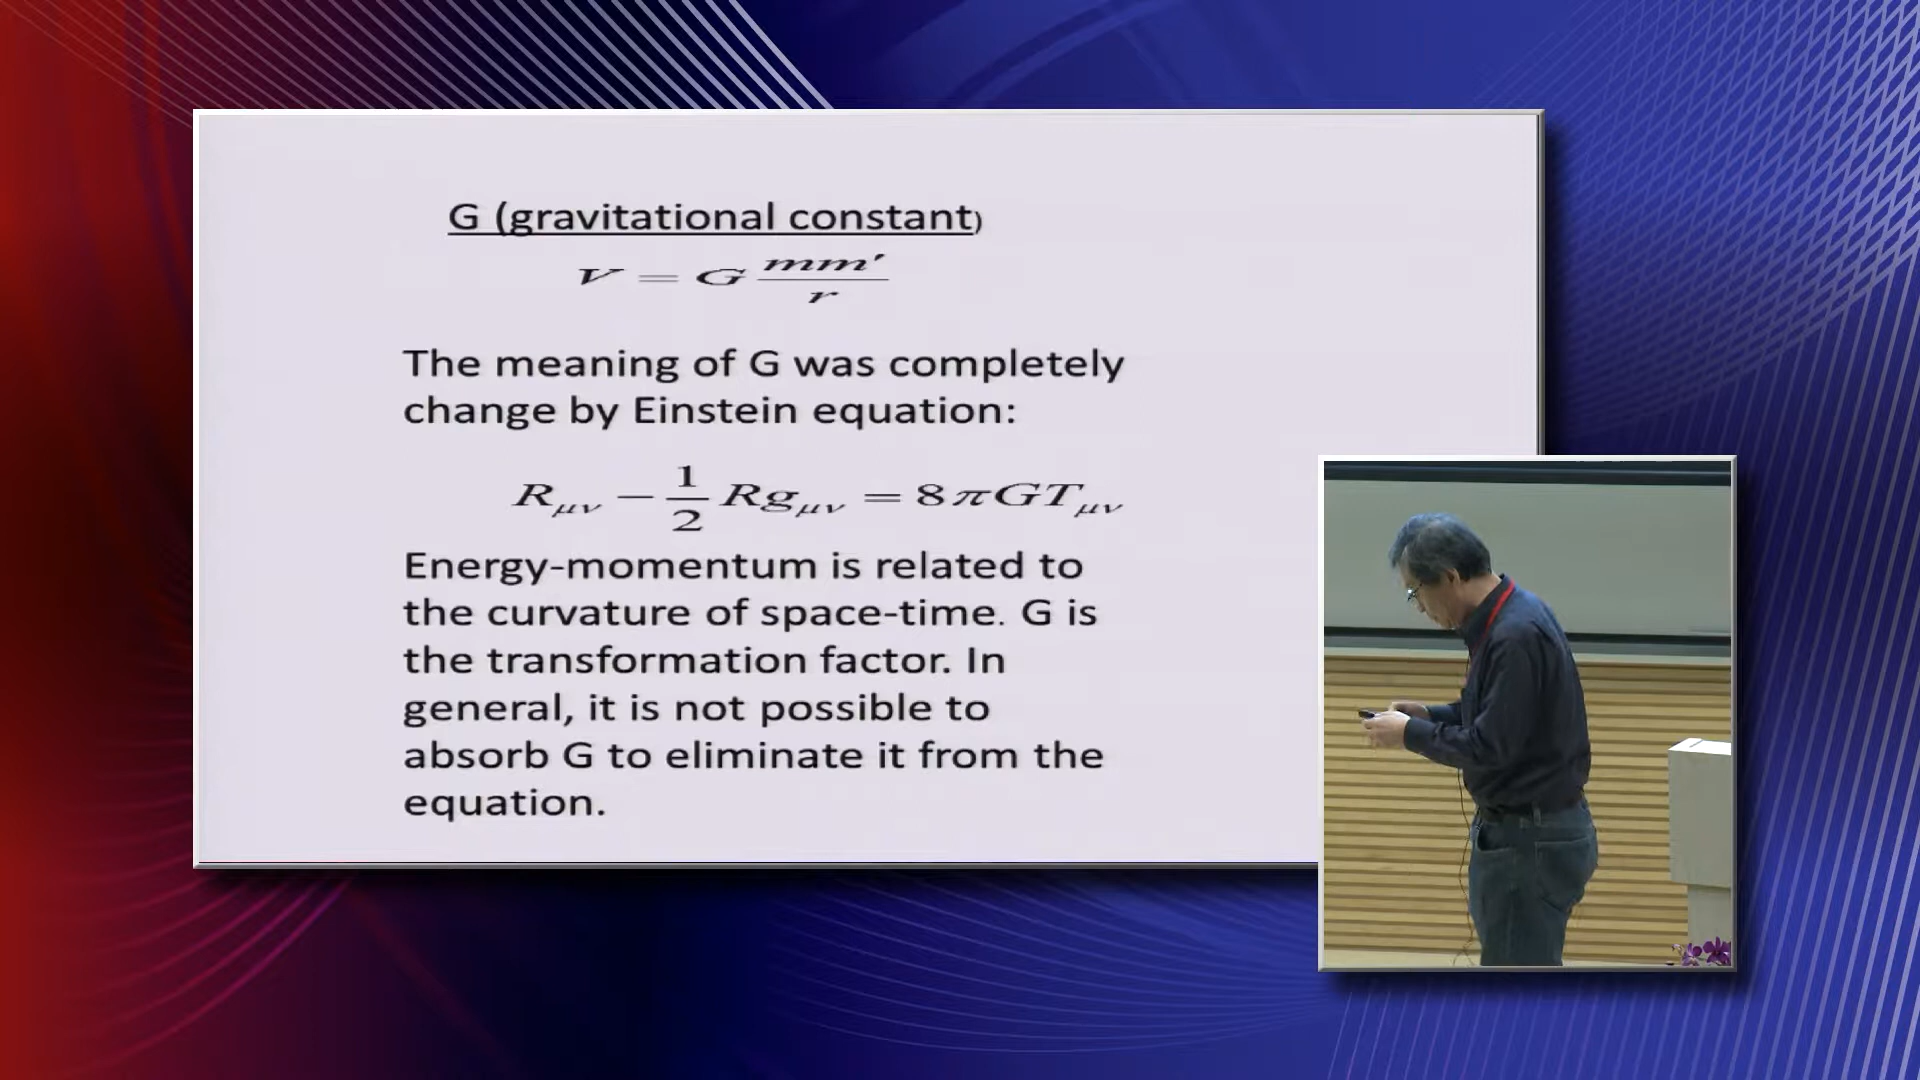 G (gravitational constant)
V = G mm′/r
The meaning of G was completely
change by Einstein equation:
R_μν − 1/2 Rg_μν = 8πGT_μν
Energy-momentum is related to
the curvature of space-time. G is
the transformation factor. In
general, it is not possible to
absorb G to eliminate it from the
equation.